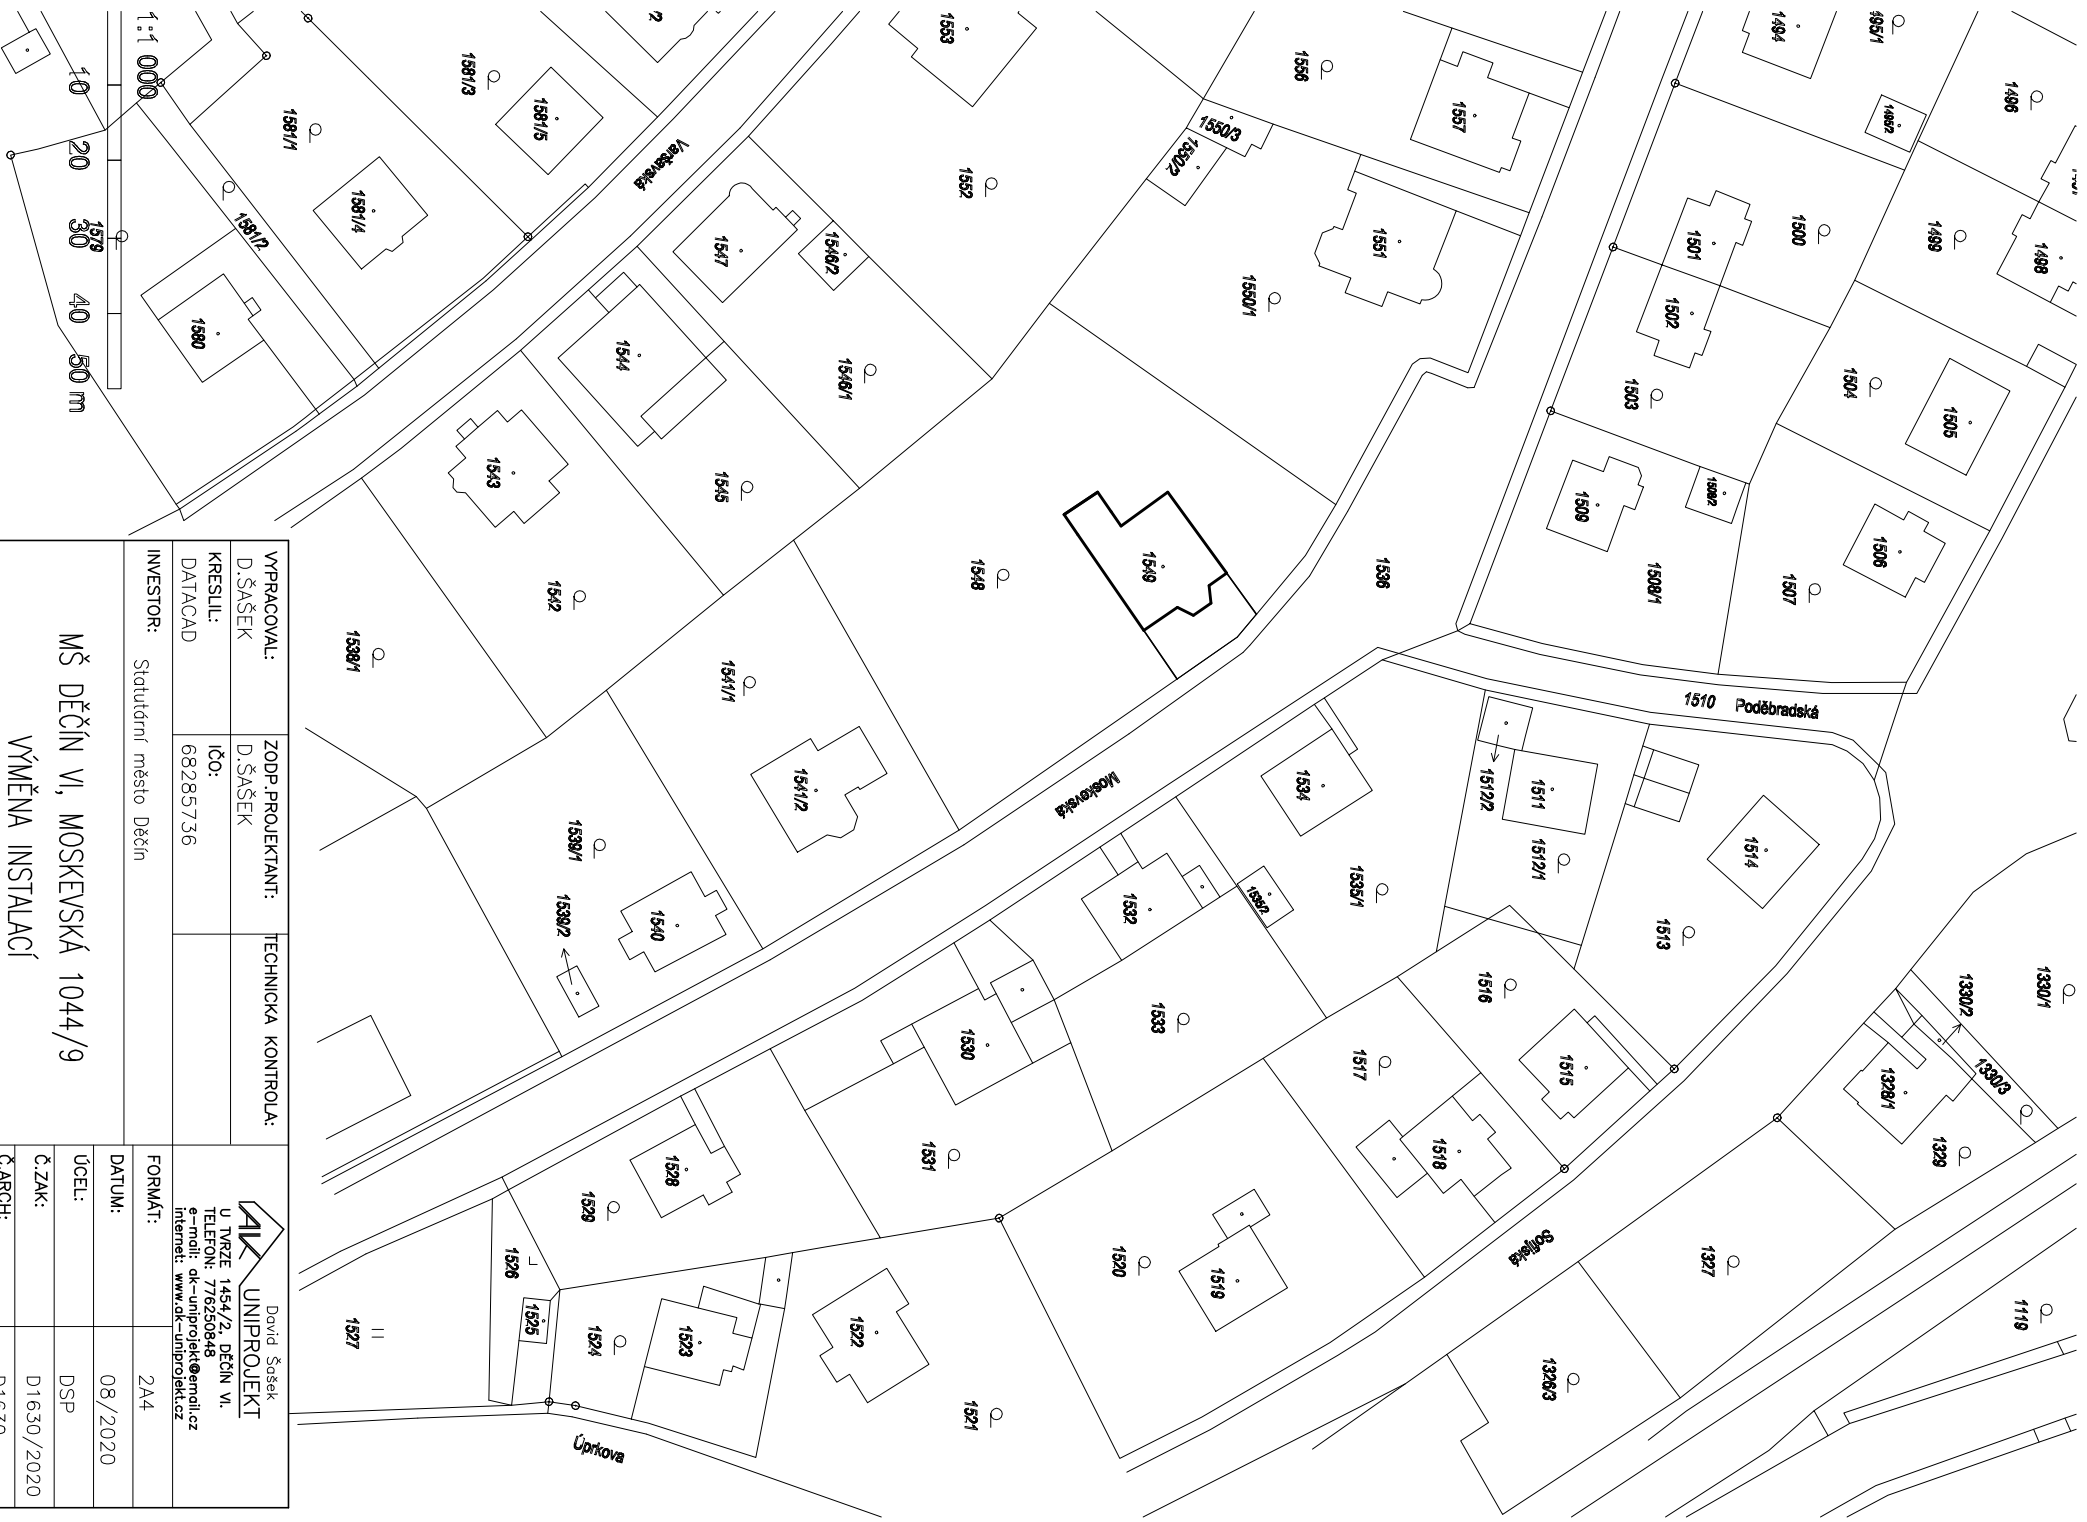 1:1 000
10 20 30 40 50 m
VYPRACOVAL:
D.ŠAŠEK
ZODP.PROJEKTANT:
D.ŠAŠEK
TECHNICKA KONTROLA:
KRESLIL:
DATACAD
IČO:
68285736
INVESTOR:
Statutární město Děčín
MŠ DĚČÍN VI, MOSKEVSKÁ 1044/9
VÝMĚNA INSTALACÍ
David Šašek
AK UNIPROJEKT
U TVRZE 1454/2, DĚČÍN VI.
TELEFON: 776250848
e-mail: ak-uniprojekt@email.cz
internet: www.ak-uniprojekt.cz
FORMÁT:
2A4
DATUM:
08/2020
ÚČEL:
DSP
Č.ZAK:
D1630/2020
Č.ARCH:
Varšavská
Moskevská
Poděbradská
Sofijská
Úprkova
1553
1581/3
1581/5
1581/1
1581/4
1581/2
1579
1580
1552
1547
1546/2
1546/1
1544
1545
1543
1542
1538/1
1556
1557
1550/3
1550/2
1551
1550/1
1548
1549
1536
1494
1495/2
1496
1500
1499
1498
1501
1502
1503
1504
1505
1509
1508/2
1508/1
1506
1507
1510
1541/1
1541/2
1539/1
1539/2
1540
1534
1532
1535/2
1535/1
1533
1530
1531
1528
1529
1526
1525
1527
1524
1523
1522
1521
1520
1519
1518
1517
1516
1515
1512/2
1511
1512/1
1514
1513
1330/1
1330/2
1330/3
1328/1
1329
1327
1119
1326/3